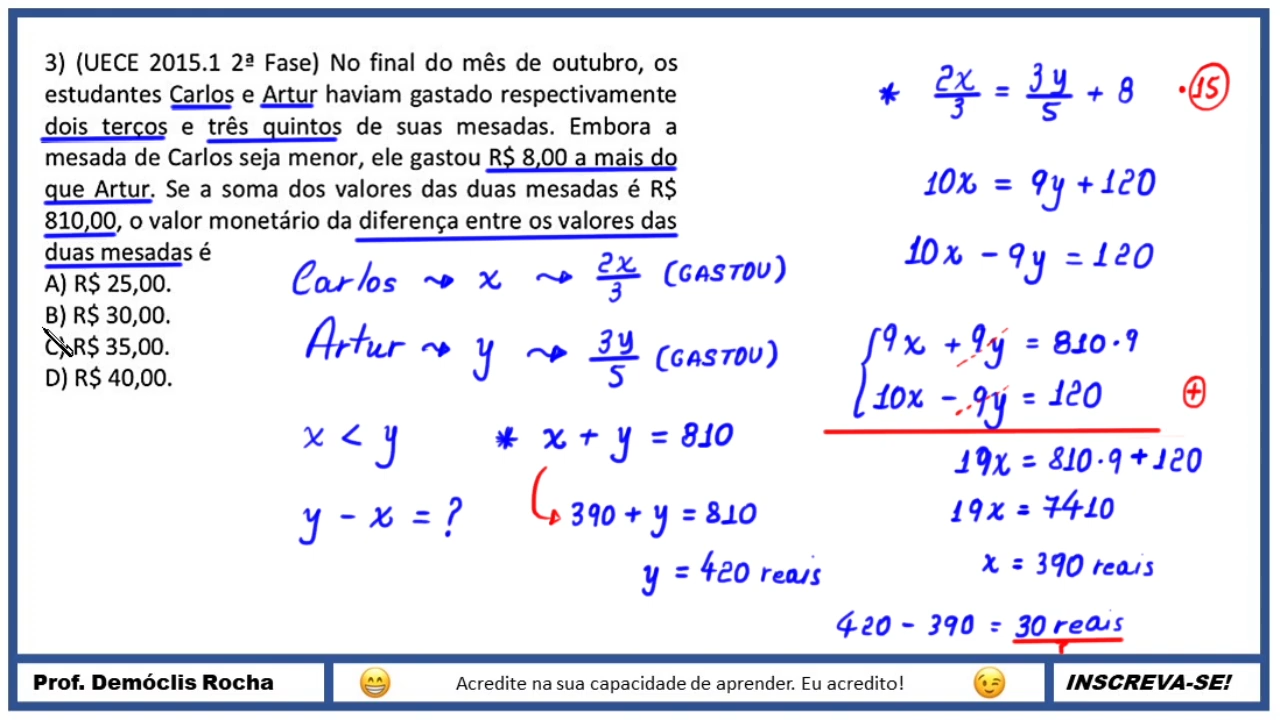 3) (UECE 2015.1 2ª Fase) No final do mês de outubro, os
estudantes Carlos e Artur haviam gastado respectivamente
dois terços e três quintos de suas mesadas. Embora a
mesada de Carlos seja menor, ele gastou R$ 8,00 a mais do
que Artur. Se a soma dos valores das duas mesadas é R$
810,00, o valor monetário da diferença entre os valores das
duas mesadas é
A) R$ 25,00.
B) R$ 30,00.
C) R$ 35,00.
D) R$ 40,00.
Carlos → x → 2x/3 (GASTOU)
Artur → y → 3y/5 (GASTOU)
x < y
* x + y = 810
y - x = ?
390 + y = 810
y = 420 reais
* 2x/3 = 3y/5 + 8 ·15
10x = 9y + 120
10x - 9y = 120
9x + 9y = 810·9
10x - 9y = 120 +
19x = 810·9 + 120
19x = 7410
x = 390 reais
420 - 390 = 30 reais
Prof. Demóclis Rocha
Acredite na sua capacidade de aprender. Eu acredito!
INSCREVA-SE!